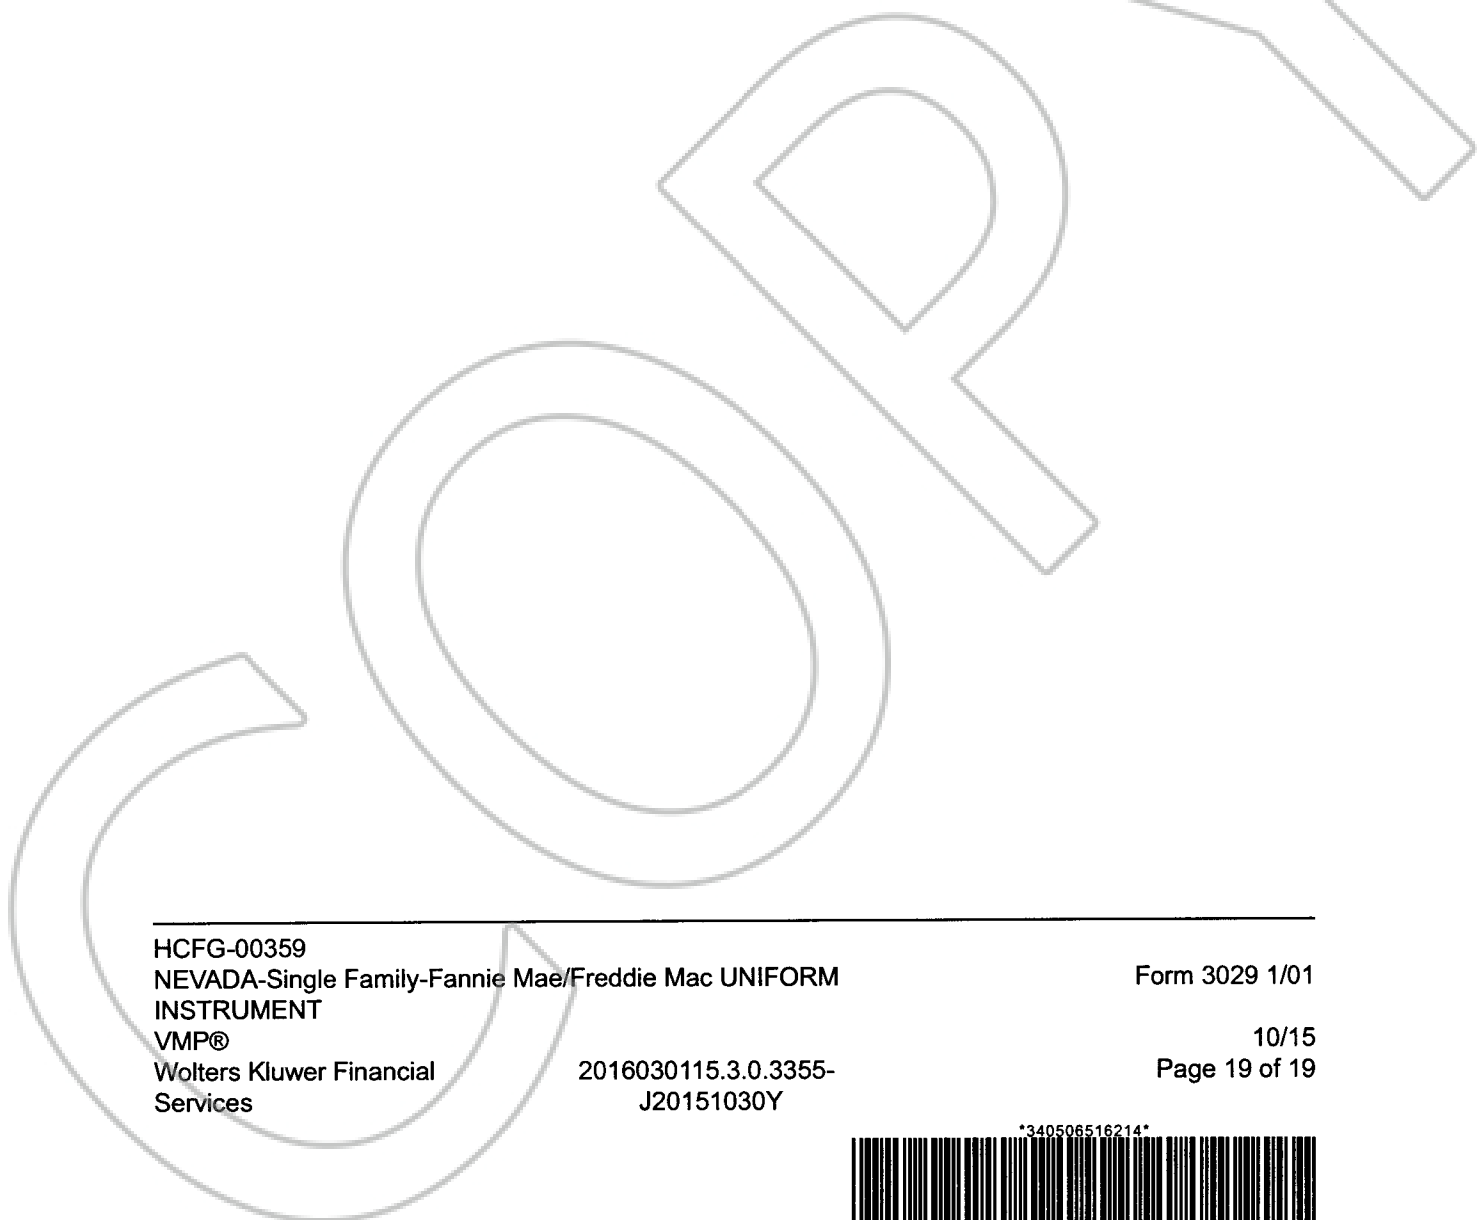 COPY
HCFG-00359
NEVADA-Single Family-Fannie Mae/Freddie Mac UNIFORM INSTRUMENT
Form 3029 1/01
VMP®
10/15
Wolters Kluwer Financial Services
2016030115.3.0.3355-J20151030Y
Page 19 of 19
*340506516214*